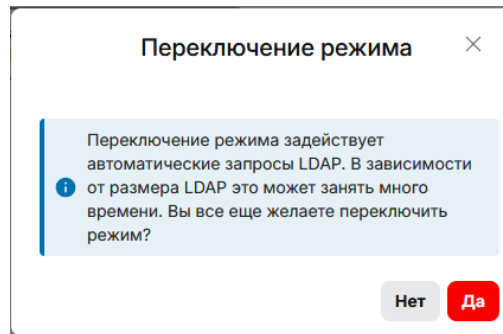 Переключение режима
Переключение режима задействует
автоматические запросы LDAP. В зависимости
от размера LDAP это может занять много
времени. Вы все еще желаете переключить
режим?
Нет Да